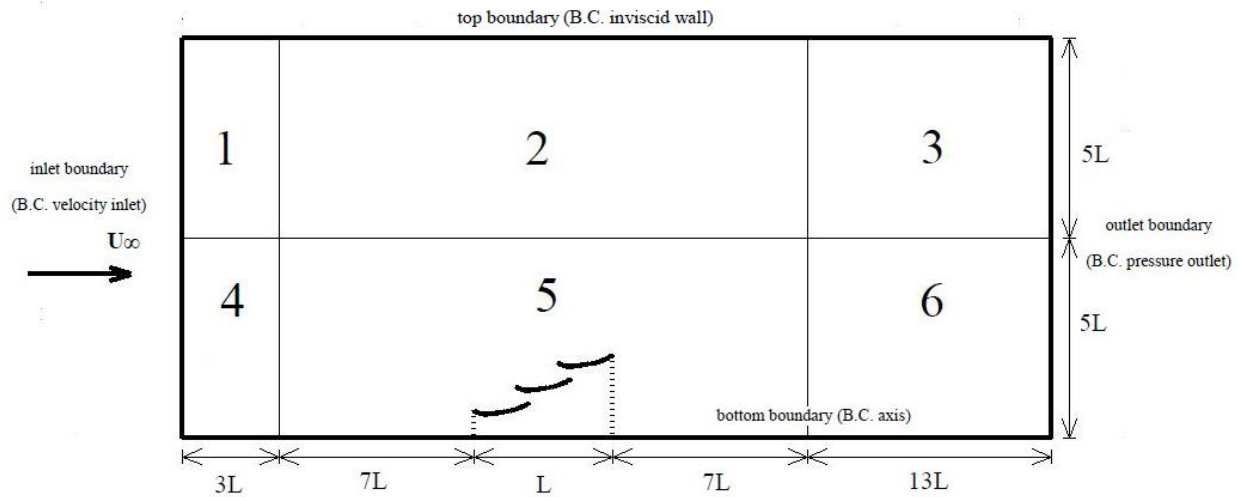 top boundary (B.C. inviscid wall)
1
2
3
5L
inlet boundary
(B.C. velocity inlet)
U∞
outlet boundary
(B.C. pressure outlet)
4
5
6
5L
bottom boundary (B.C. axis)
3L
7L
L
7L
13L